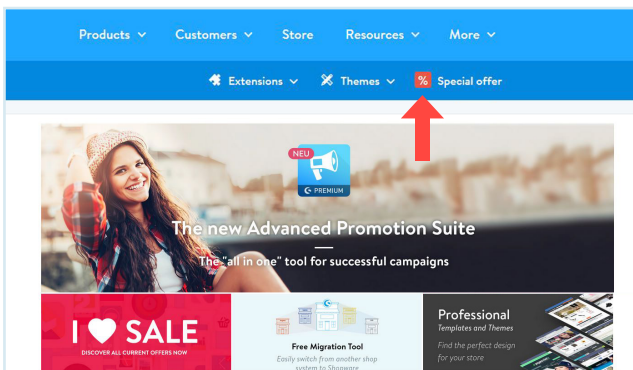 Products Customers Store Resources More
Extensions Themes % Special offer
NEU
PREMIUM
The new Advanced Promotion Suite
The "all in one" tool for successful campaigns
I SALE
DISCOVER ALL CURRENT OFFERS NOW
Free Migration Tool
Easily switch from another shop
system to Shopware
Professional
Templates and Themes
Find the perfect design
for your store